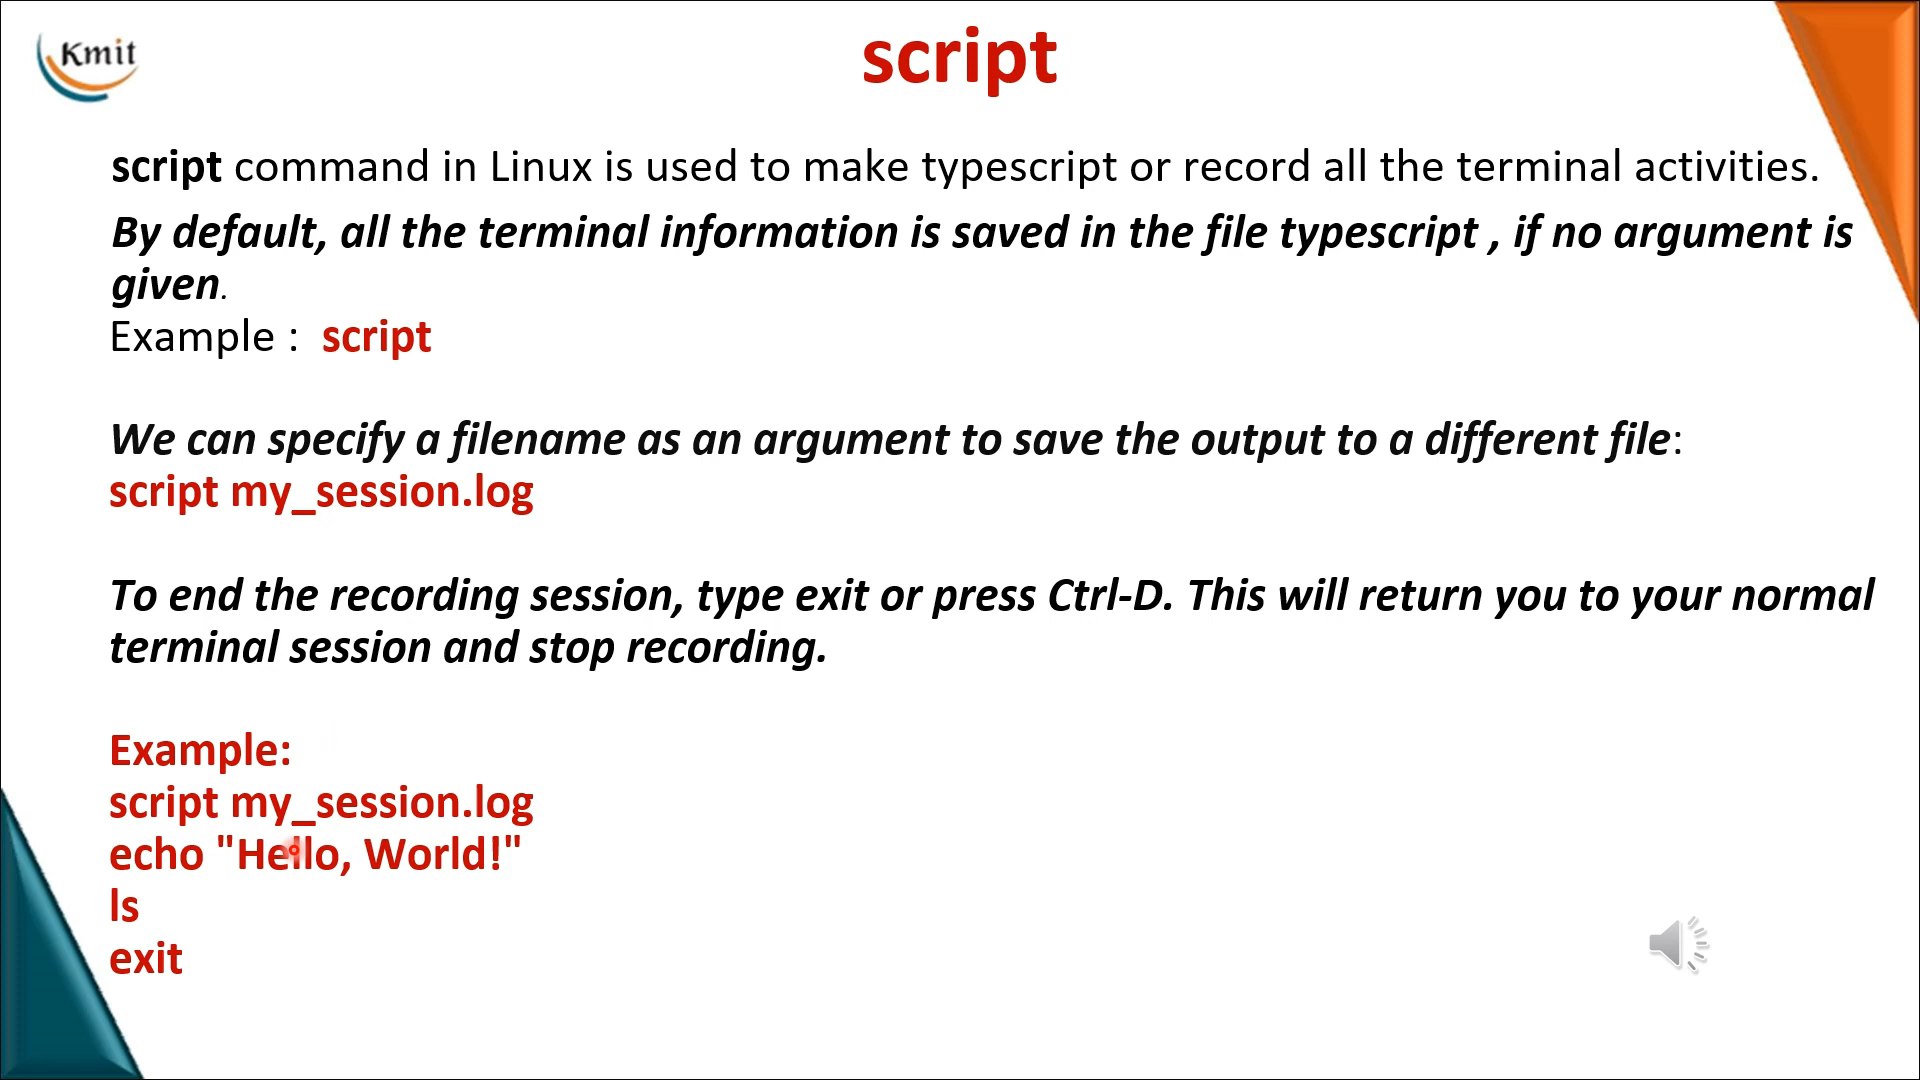 Kmit
script
script command in Linux is used to make typescript or record all the terminal activities.
By default, all the terminal information is saved in the file typescript , if no argument is
given.
Example :  script
We can specify a filename as an argument to save the output to a different file:
script my_session.log
To end the recording session, type exit or press Ctrl-D. This will return you to your normal
terminal session and stop recording.
Example:
script my_session.log
echo "Hello, World!"
ls
exit